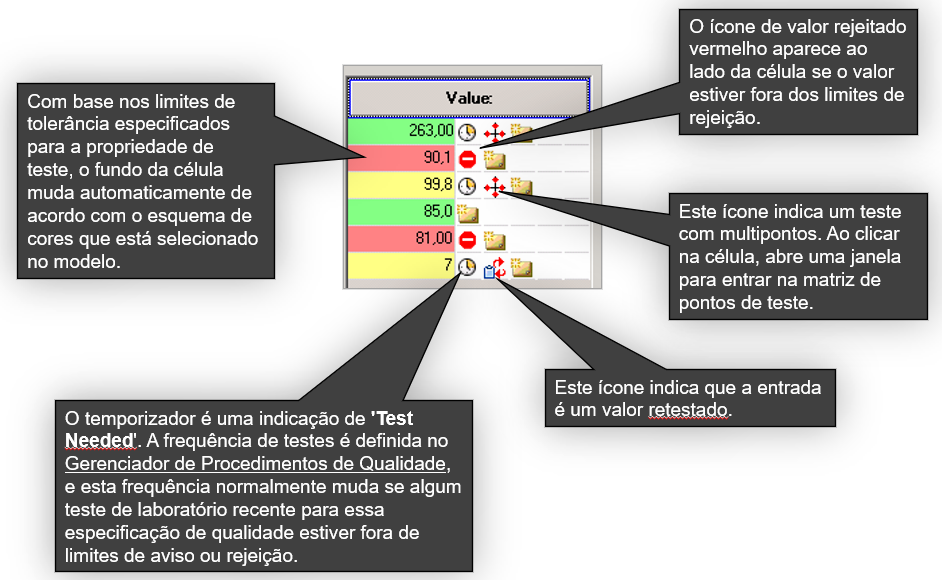 O ícone de valor rejeitado
vermelho aparece ao
lado da célula se o valor
estiver fora dos limites de
rejeição.
Com base nos limites de
tolerância especificados
para a propriedade de
teste, o fundo da célula
muda automaticamente de
acordo com o esquema de
cores que está selecionado
no modelo.
Value:
263,00
90,1
99,8
85,0
81,00
7
Este ícone indica um teste
com multipontos. Ao clicar
na célula, abre uma janela
para entrar na matriz de
pontos de teste.
Este ícone indica que a entrada
é um valor retestado.
O temporizador é uma indicação de 'Test
Needed'. A frequência de testes é definida no
Gerenciador de Procedimentos de Qualidade,
e esta frequência normalmente muda se algum
teste de laboratório recente para essa
especificação de qualidade estiver fora de
limites de aviso ou rejeição.